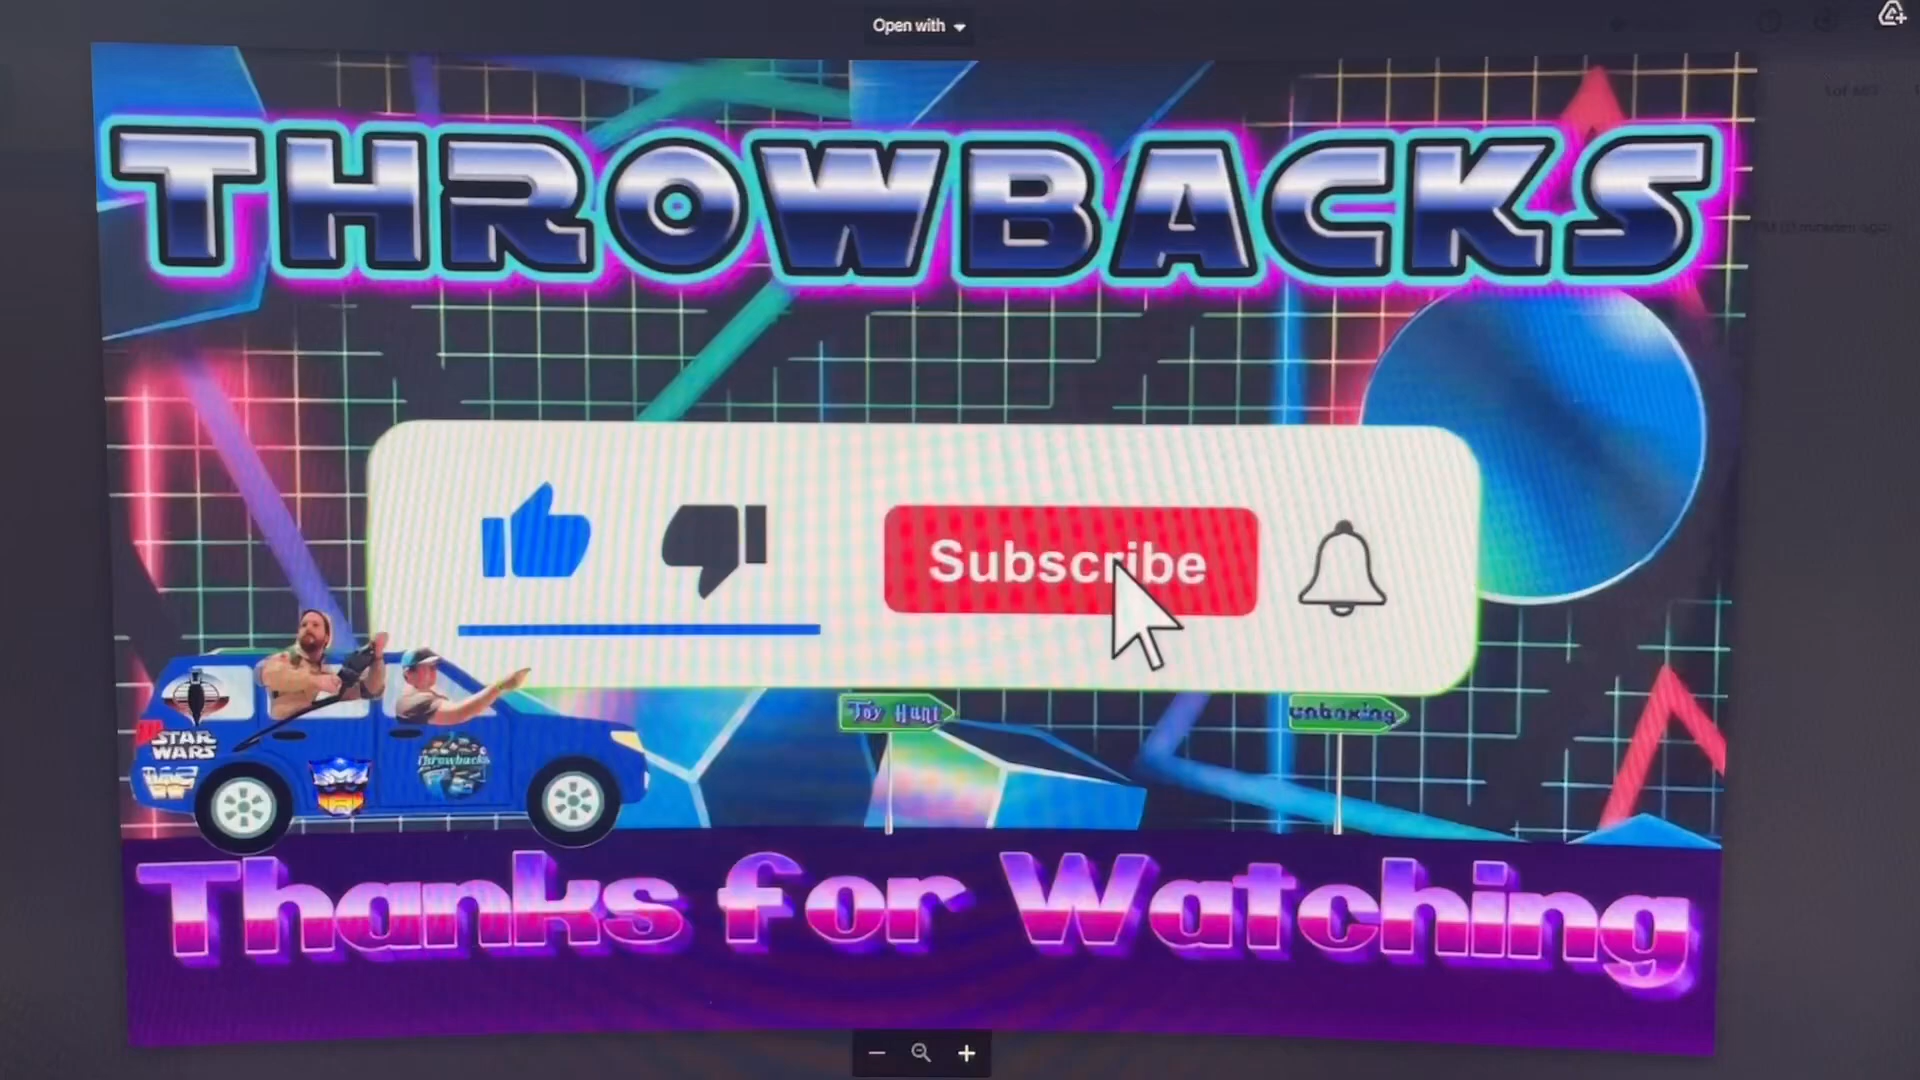 Open with
THROWBACKS
Subscribe
Toy Hunt
unboxing
STAR
WARS
Throwbacks
Thanks for Watching